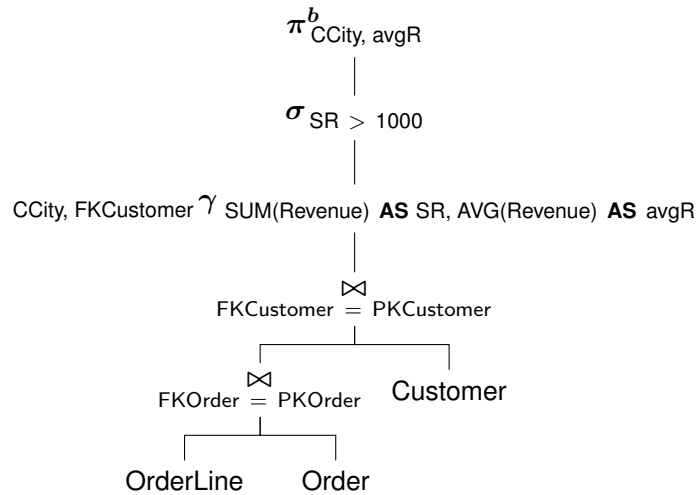 π^b CCity, avgR
σ SR > 1000
CCity, FKCustomer γ SUM(Revenue) AS SR, AVG(Revenue) AS avgR
⋈
FKCustomer = PKCustomer
⋈
FKOrder = PKOrder
Customer
OrderLine Order